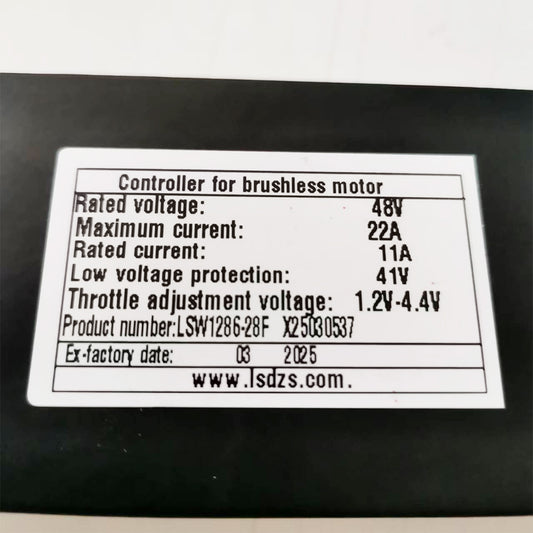 Controller for brushless motor
Rated voltage: 48V
Maximum current: 22A
Rated current: 11A
Low voltage protection: 41V
Throttle adjustment voltage: 1.2V-4.4V
Product number:LSW1286-28F X25030537
Ex-factory date: 03 2025
www.lsdzs.com.